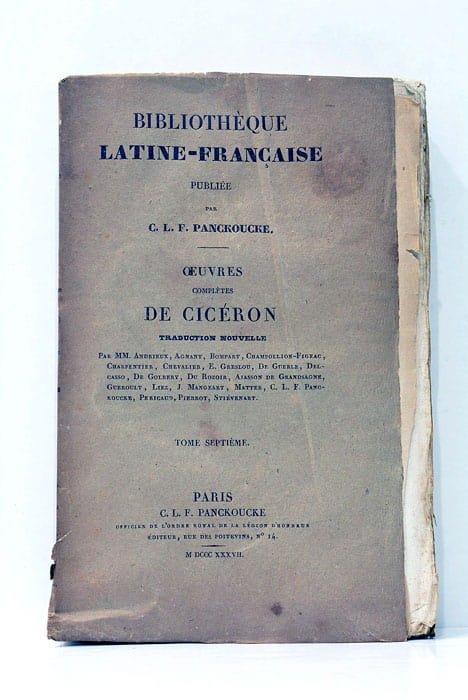 BIBLIOTHÈQUE
LATINE-FRANÇAISE
PUBLIÉE
PAR
C. L. F. PANCKOUCKE.
ŒUVRES
COMPLÈTES
DE CICÉRON
TRADUCTION NOUVELLE
PAR MM. ANDRIEUX, AGNANT, BOMPART, CHAMPOLLION-FIGEAC,
CHARPENTIER, CHEVALIER, E. GRESLOU, DE GUERLE, DEL-
CASSO, DE GOLBERY, DU ROZOIR, AJASSON DE GRANDSAGNE,
GUEROULT, LIEZ, J. MANGEART, MATTER, C. L. F. PANC-
KOUCKE, PERICAUD, PIERROT, STIÉVENART.
TOME SEPTIÈME.
PARIS
C. L. F. PANCKOUCKE
OFFICIER DE L'ORDRE ROYAL DE LA LÉGION D'HONNEUR
ÉDITEUR, RUE DES POITEVINS, Nº 14.
M DCCC XXXVII.